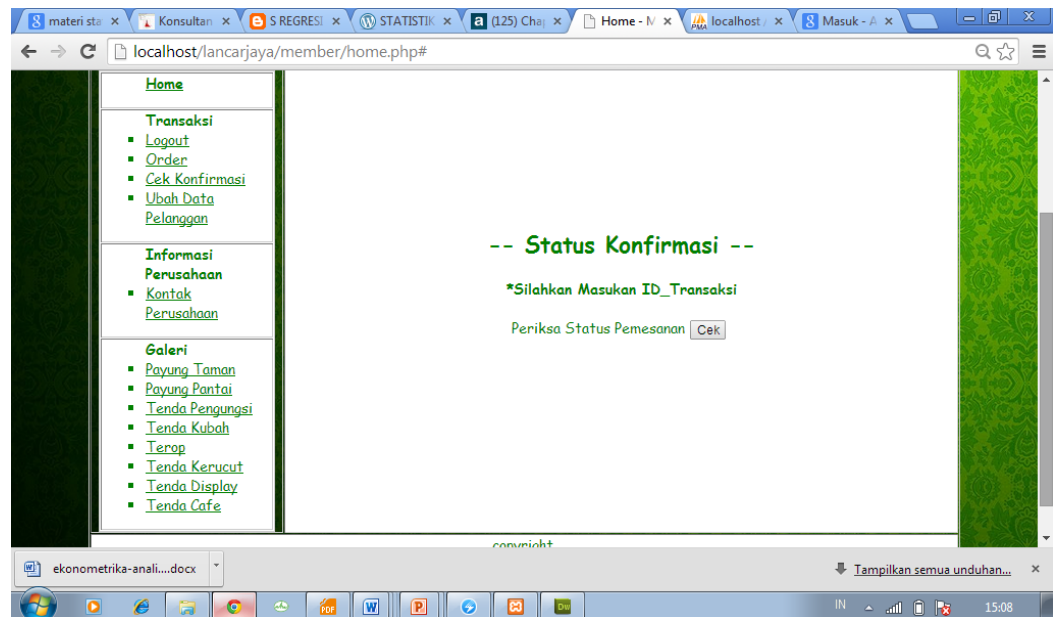 materi sta
Konsultan
S REGRESI
STATISTIK
(125) Chap
Home - M
localhost /
Masuk - A
localhost/lancarjaya/member/home.php#
Home
Transaksi
Logout
Order
Cek Konfirmasi
Ubah Data
Pelanggan
Informasi
Perusahaan
Kontak
Perusahaan
Galeri
Payung Taman
Payung Pantai
Tenda Pengungsi
Tenda Kubah
Terop
Tenda Kerucut
Tenda Display
Tenda Cafe
-- Status Konfirmasi --
*Silahkan Masukan ID_Transaksi
Periksa Status Pemesanan Cek
copyright
ekonometrika-anali....docx
Tampilkan semua unduhan...
IN
15:08